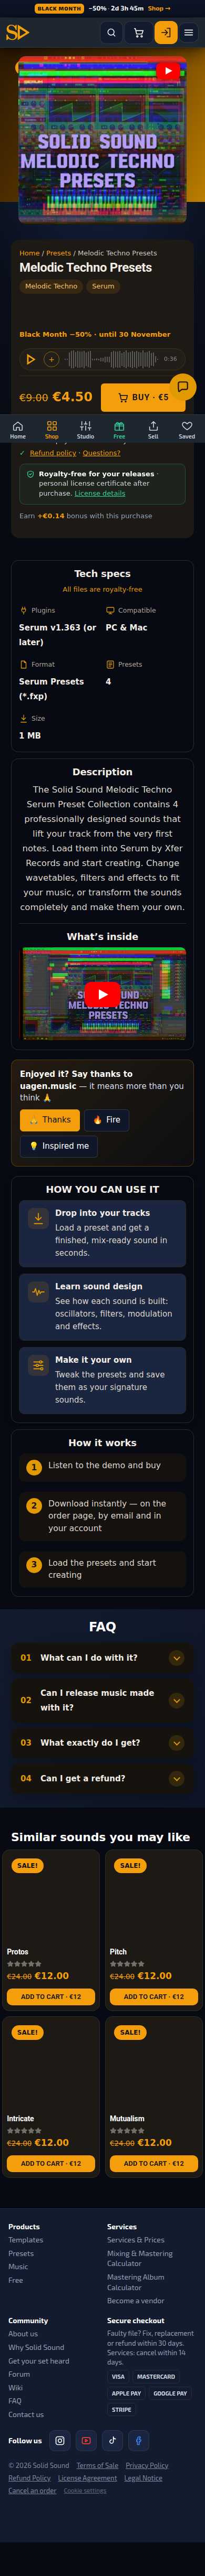 BLACK MONTH −50% · 2d 3h 45m Shop →
SD
SOLID SOUND
MELODIC TECHNO
PRESETS
Home / Presets / Melodic Techno Presets
Melodic Techno Presets
Melodic Techno Serum
Black Month −50% · until 30 November
0:36
€9.00 €4.50 BUY · €5
Home Shop Studio Free Sell Saved
✓ Refund policy · Questions?
Royalty-free for your releases ·
personal license certificate after
purchase. License details
Earn +€0.14 bonus with this purchase
Tech specs
All files are royalty-free
Plugins
Serum v1.363 (or
later)
Compatible
PC & Mac
Format
Serum Presets
(*.fxp)
Presets
4
Size
1 MB
Description
The Solid Sound Melodic Techno
Serum Preset Collection contains 4
professionally designed sounds that
will lift your track from the very first
notes. Load them into Serum by Xfer
Records and start creating. Change
wavetables, filters, or transform the
effects to fit your needs and
completely and make them your own.
What's inside
MELODIC TECHNO
PRESETS
Enjoyed it? Say thanks to
uagen.music — it means more than you
think 🙏
Thanks 🔥 Fire
💡 Inspired me
HOW YOU CAN USE IT
Drop into your tracks
Load a preset and get a
finished, mix-ready sound in
seconds.
Learn sound design
See how each sound is built:
oscillators, filters, modulation
and effects.
Make it your own
Tweak the presets and save
them as your signature
sounds.
How it works
1 Listen to the demo and buy
2 Download instantly — on the
order page, by email and in
your account
3 Load the presets and start
creating
FAQ
01 What can I do with it?
02 Can I release music made
with it?
03 What exactly do I get?
04 Can I get a refund?
Similar sounds you may like
SALE!
Protos
€24.00 €12.00
ADD TO CART · €12
SALE!
Pitch
€24.00 €12.00
ADD TO CART · €12
SALE!
Intricate
€24.00 €12.00
ADD TO CART · €12
SALE!
Mutualism
€24.00 €12.00
ADD TO CART · €12
Products
Templates
Presets
Music
Free
Services
Services & Prices
Mixing & Mastering
Calculator
Mastering Album
Calculator
Become a vendor
Community
About us
Why Solid Sound
Get your set heard
Forum
Wiki
FAQ
Contact us
Secure checkout
Faulty file? Fix, replacement
or refund within 30 days.
Services: cancel within 14
days.
VISA MASTERCARD
APPLE PAY GOOGLE PAY
STRIPE
Follow us
© 2026 Solid Sound Terms of Sale Privacy Policy
Refund Policy License Agreement Legal Notice
Cancel an order Cookie settings